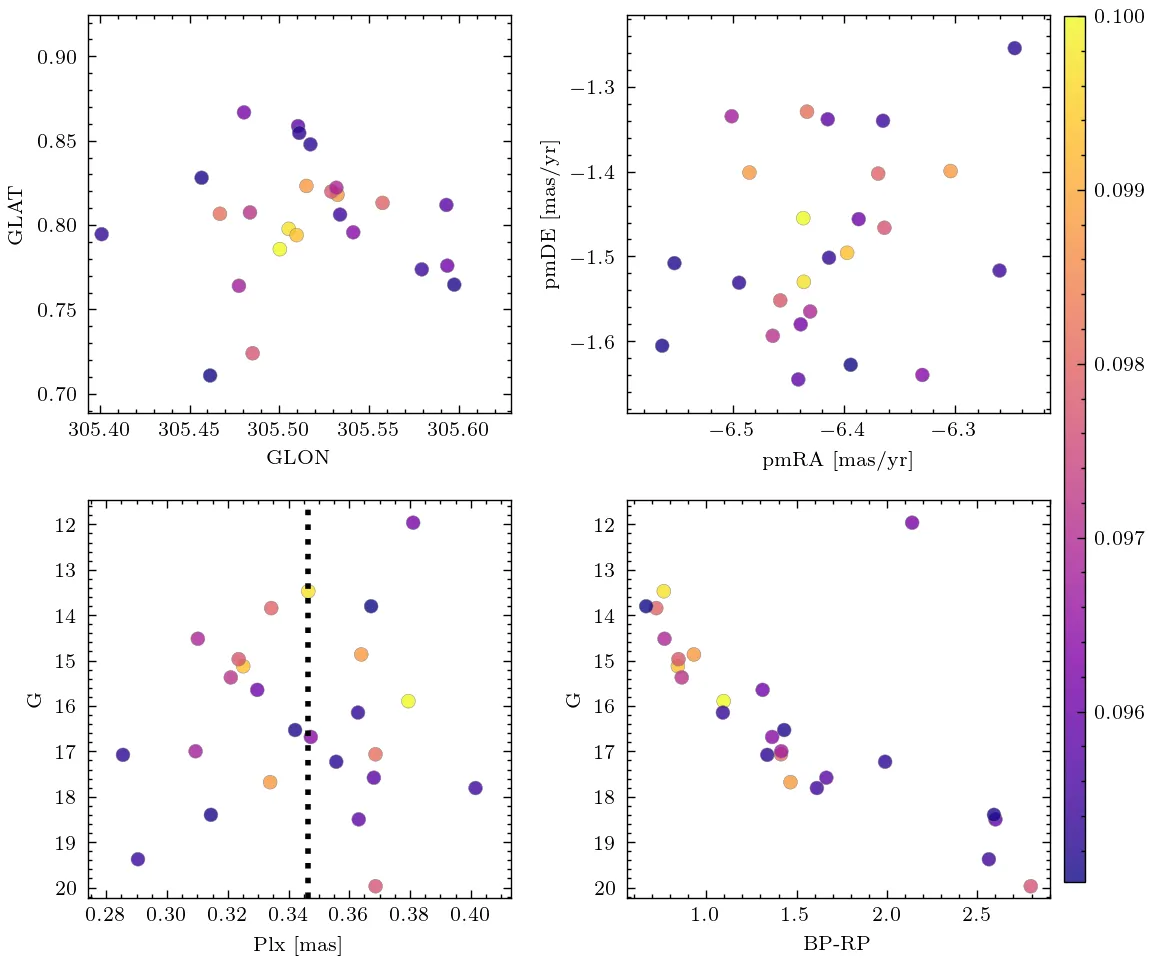 0.90
0.85
0.80
0.75
0.70
GLAT
305.40 305.45 305.50 305.55 305.60
GLON
−1.3
−1.4
−1.5
−1.6
pmDE [mas/yr]
−6.5 −6.4 −6.3
pmRA [mas/yr]
0.100
0.099
0.098
0.097
0.096
12
13
14
15
16
17
18
19
20
G
0.28 0.30 0.32 0.34 0.36 0.38 0.40
Plx [mas]
12
13
14
15
16
17
18
19
20
G
1.0 1.5 2.0 2.5
BP-RP